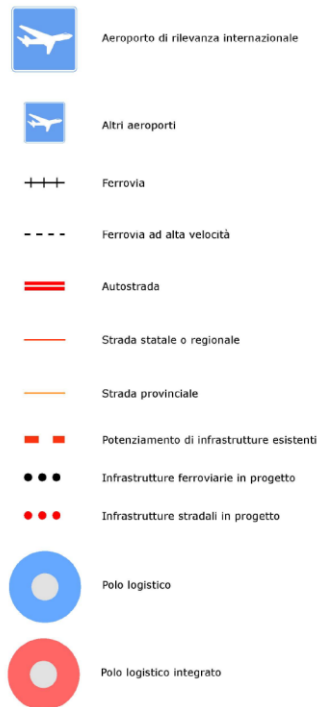 Aeroporto di rilevanza internazionale
Altri aeroporti
Ferrovia
Ferrovia ad alta velocità
Autostrada
Strada statale o regionale
Strada provinciale
Potenziamento di infrastrutture esistenti
Infrastrutture ferroviarie in progetto
Infrastrutture stradali in progetto
Polo logistico
Polo logistico integrato